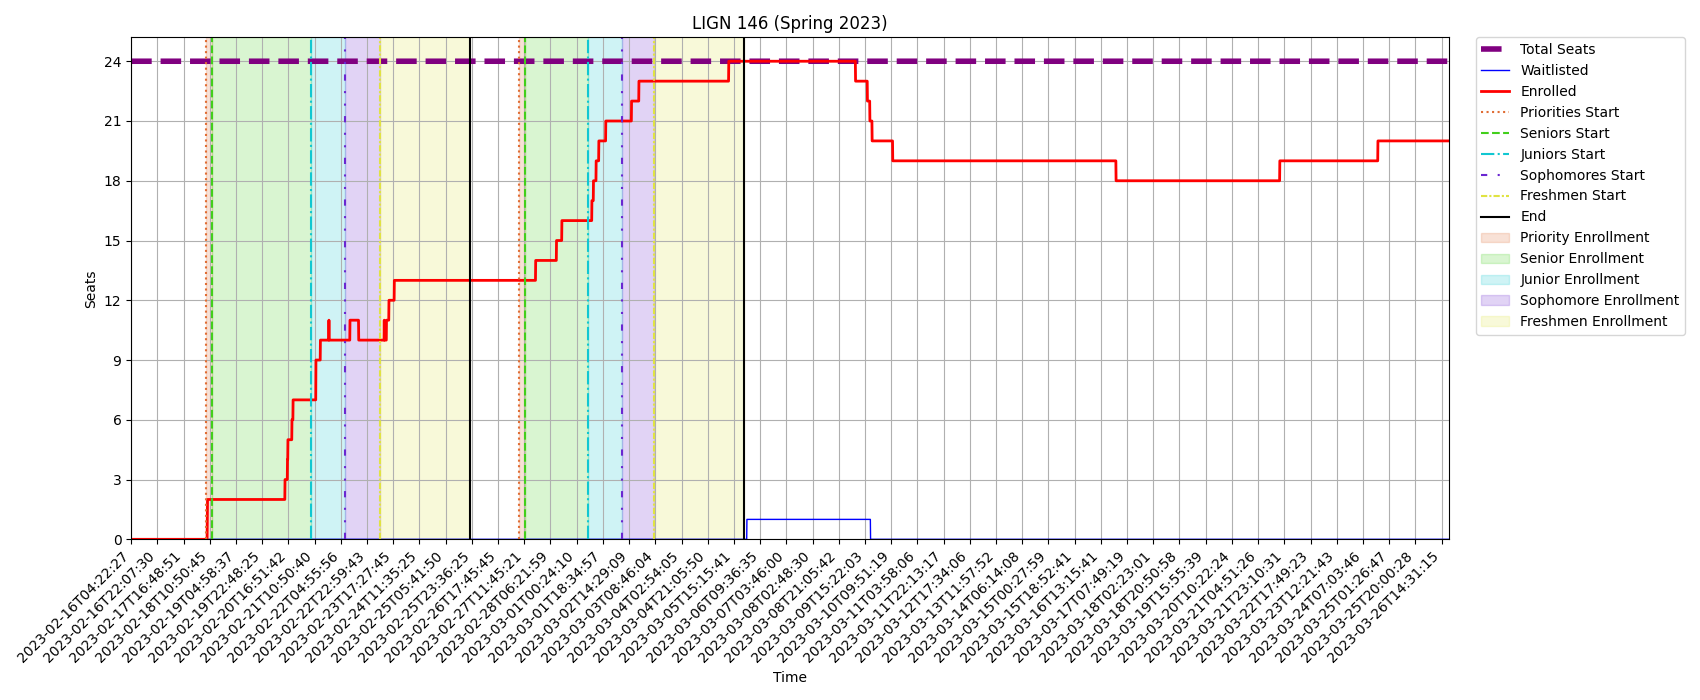 LIGN 146 (Spring 2023)
Seats
24
21
18
15
12
9
6
3
0
2023-02-16T04:22:27
2023-02-16T22:07:30
2023-02-17T16:48:51
2023-02-18T10:50:45
2023-02-19T04:58:37
2023-02-19T22:48:25
2023-02-20T16:51:42
2023-02-21T10:50:40
2023-02-22T04:55:56
2023-02-22T22:59:43
2023-02-23T17:27:45
2023-02-24T11:35:25
2023-02-25T05:41:50
2023-02-25T23:36:25
2023-02-26T17:45:45
2023-02-27T11:45:21
2023-02-28T06:21:59
2023-03-01T00:24:10
2023-03-01T18:34:57
2023-03-02T14:29:09
2023-03-03T08:46:04
2023-03-04T02:54:05
2023-03-04T21:05:50
2023-03-05T15:15:41
2023-03-06T09:36:35
2023-03-07T03:46:00
2023-03-08T02:48:30
2023-03-08T21:05:42
2023-03-09T15:22:03
2023-03-10T09:51:19
2023-03-11T03:58:06
2023-03-11T22:13:17
2023-03-12T17:34:06
2023-03-13T11:57:52
2023-03-14T06:14:08
2023-03-15T00:27:59
2023-03-15T18:52:41
2023-03-16T13:15:41
2023-03-17T07:49:19
2023-03-18T02:23:01
2023-03-18T20:50:58
2023-03-19T15:55:39
2023-03-20T10:22:24
2023-03-21T04:51:26
2023-03-21T23:10:31
2023-03-22T17:49:23
2023-03-23T12:21:43
2023-03-24T07:03:46
2023-03-25T01:26:47
2023-03-25T20:00:28
2023-03-26T14:31:15
Time
Total Seats
Waitlisted
Enrolled
Priorities Start
Seniors Start
Juniors Start
Sophomores Start
Freshmen Start
End
Priority Enrollment
Senior Enrollment
Junior Enrollment
Sophomore Enrollment
Freshmen Enrollment